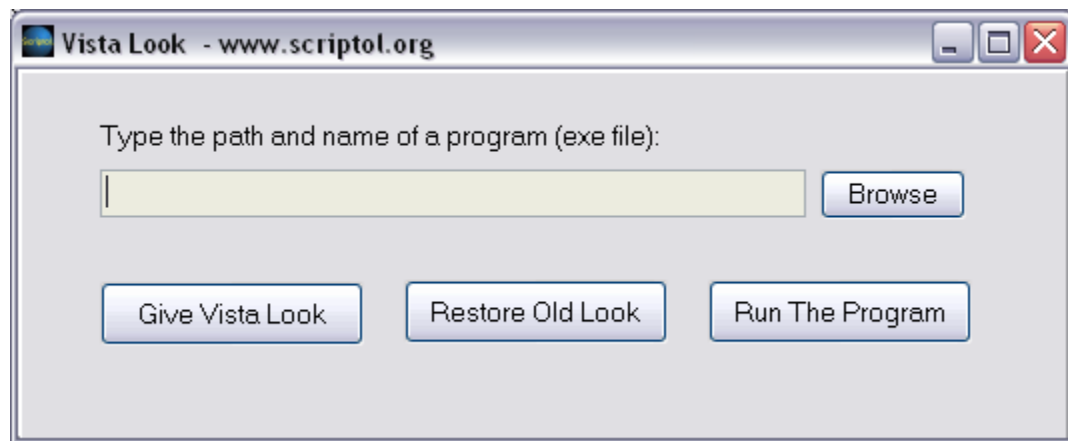 Vista Look - www.scriptol.org
Type the path and name of a program (exe file):
Browse
Give Vista Look Restore Old Look Run The Program